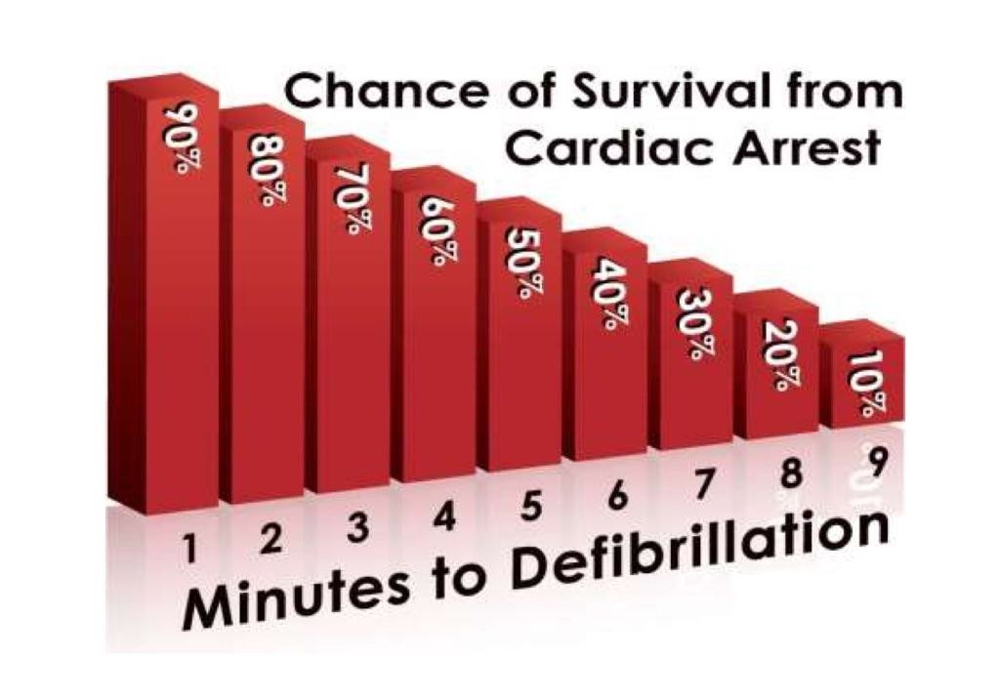 Chance of Survival from
Cardiac Arrest
90%
80%
70%
60%
50%
40%
30%
20%
10%
1 2 3 4 5 6 7 8 9
Minutes to Defibrillation